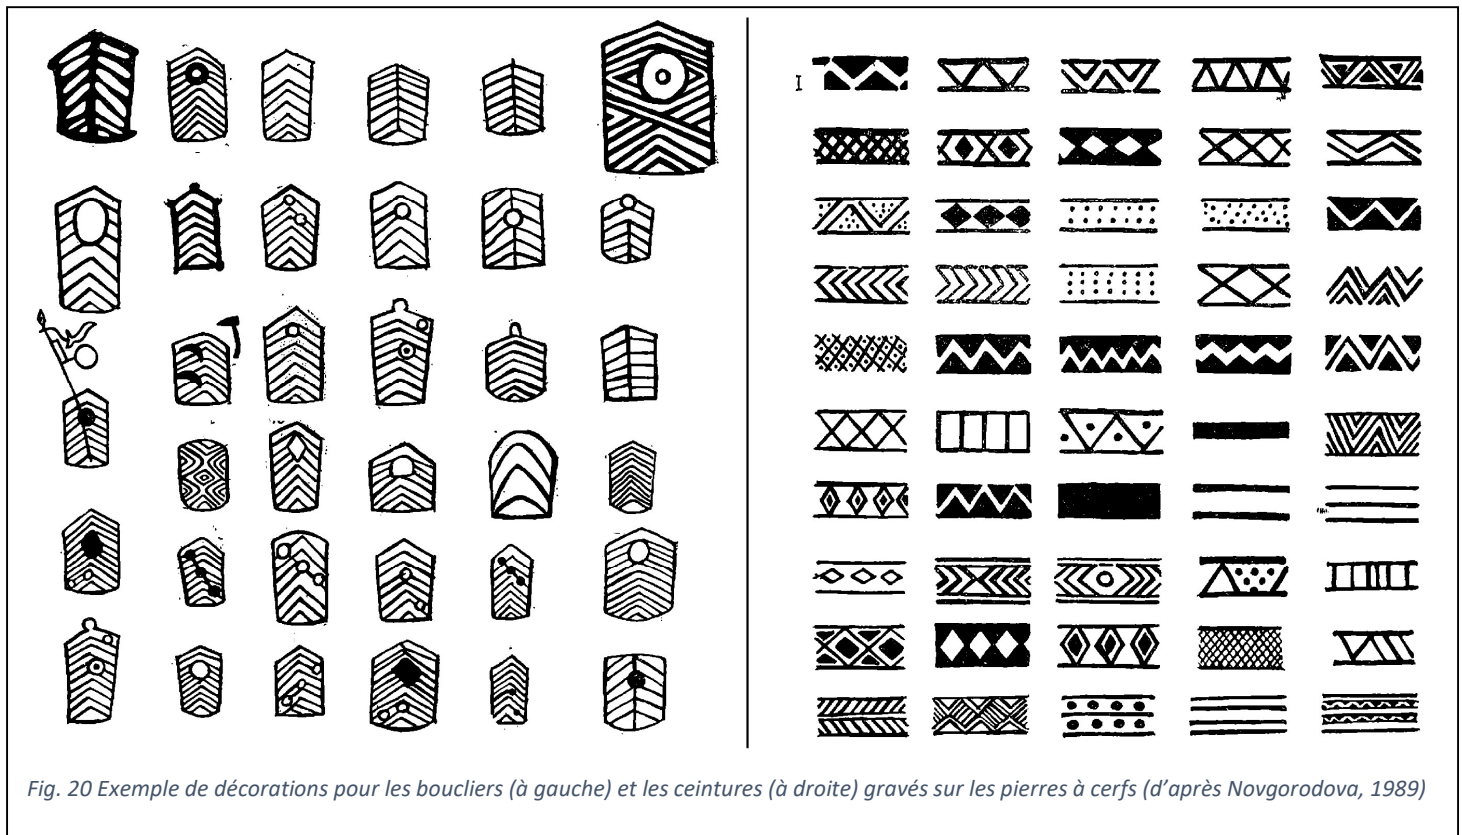 I
Fig. 20 Exemple de décorations pour les boucliers (à gauche) et les ceintures (à droite) gravés sur les pierres à cerfs (d'après Novgorodova, 1989)